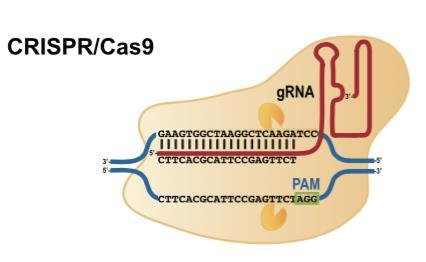 CRISPR/Cas9
gRNA
3'
GAAGTGGCTAAGGCTCAAGATCC
5'
CTTCACGCATTCCGAGTTCT
3'
5'
5'
3'
PAM
CTTCACGCATTCCGAGTTCTAGG